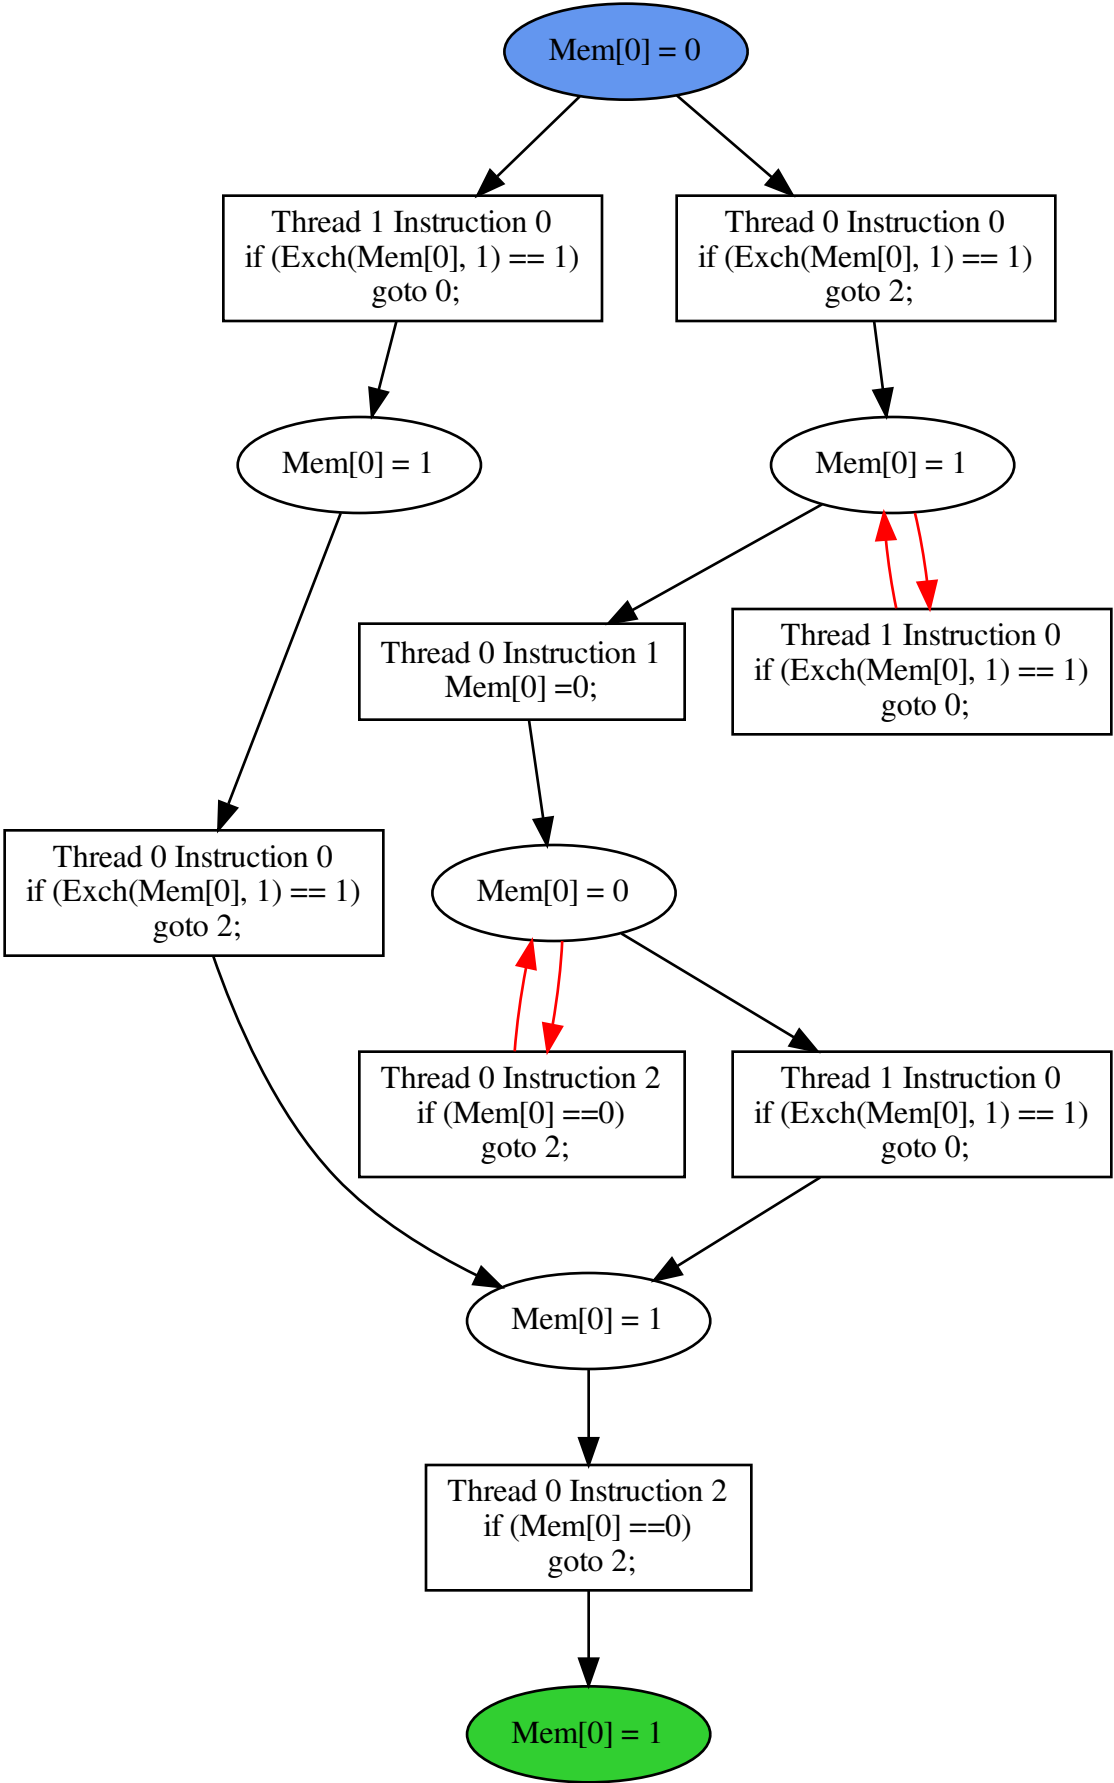 Mem[0] = 0
Thread 1 Instruction 0
if (Exch(Mem[0], 1) == 1)
goto 0;
Thread 0 Instruction 0
if (Exch(Mem[0], 1) == 1)
goto 2;
Mem[0] = 1
Mem[0] = 1
Thread 0 Instruction 1
Mem[0] =0;
Thread 1 Instruction 0
if (Exch(Mem[0], 1) == 1)
goto 0;
Thread 0 Instruction 0
if (Exch(Mem[0], 1) == 1)
goto 2;
Mem[0] = 0
Thread 0 Instruction 2
if (Mem[0] ==0)
goto 2;
Thread 1 Instruction 0
if (Exch(Mem[0], 1) == 1)
goto 0;
Mem[0] = 1
Thread 0 Instruction 2
if (Mem[0] ==0)
goto 2;
Mem[0] = 1